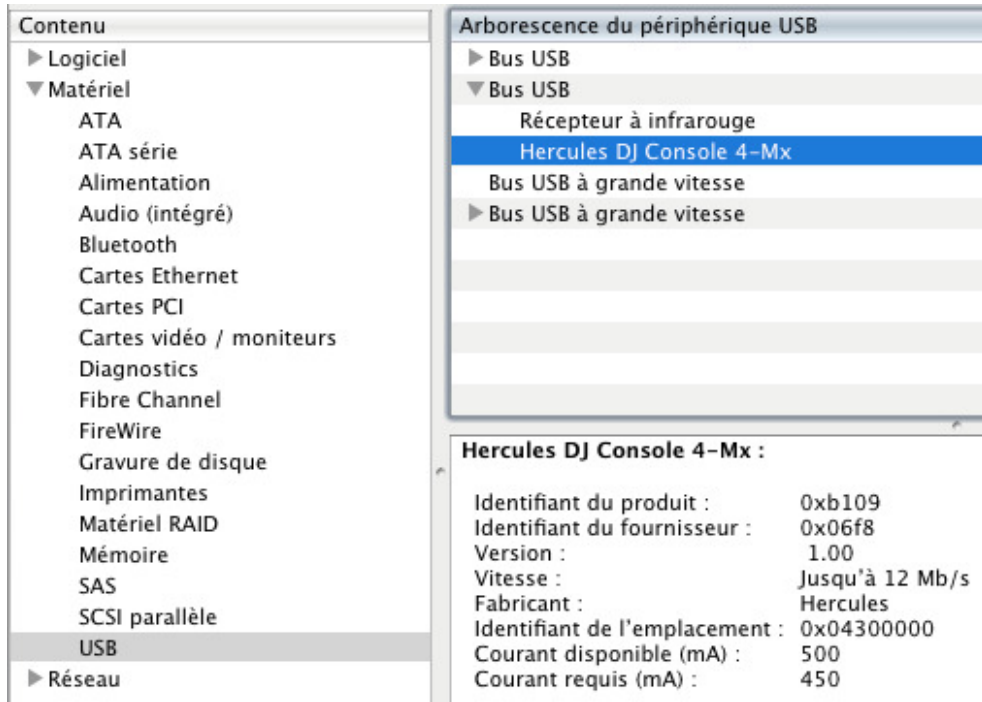 Contenu
Logiciel
Matériel
ATA
ATA série
Alimentation
Audio (intégré)
Bluetooth
Cartes Ethernet
Cartes PCI
Cartes vidéo / moniteurs
Diagnostics
Fibre Channel
FireWire
Gravure de disque
Imprimantes
Matériel RAID
Mémoire
SAS
SCSI parallèle
USB
Réseau
Arborescence du périphérique USB
Bus USB
Bus USB
Récepteur à infrarouge
Hercules DJ Console 4-Mx
Bus USB à grande vitesse
Bus USB à grande vitesse
Hercules DJ Console 4-Mx :
Identifiant du produit : 0xb109
Identifiant du fournisseur : 0x06f8
Version : 1.00
Vitesse : Jusqu'à 12 Mb/s
Fabricant : Hercules
Identifiant de l'emplacement : 0x04300000
Courant disponible (mA) : 500
Courant requis (mA) : 450